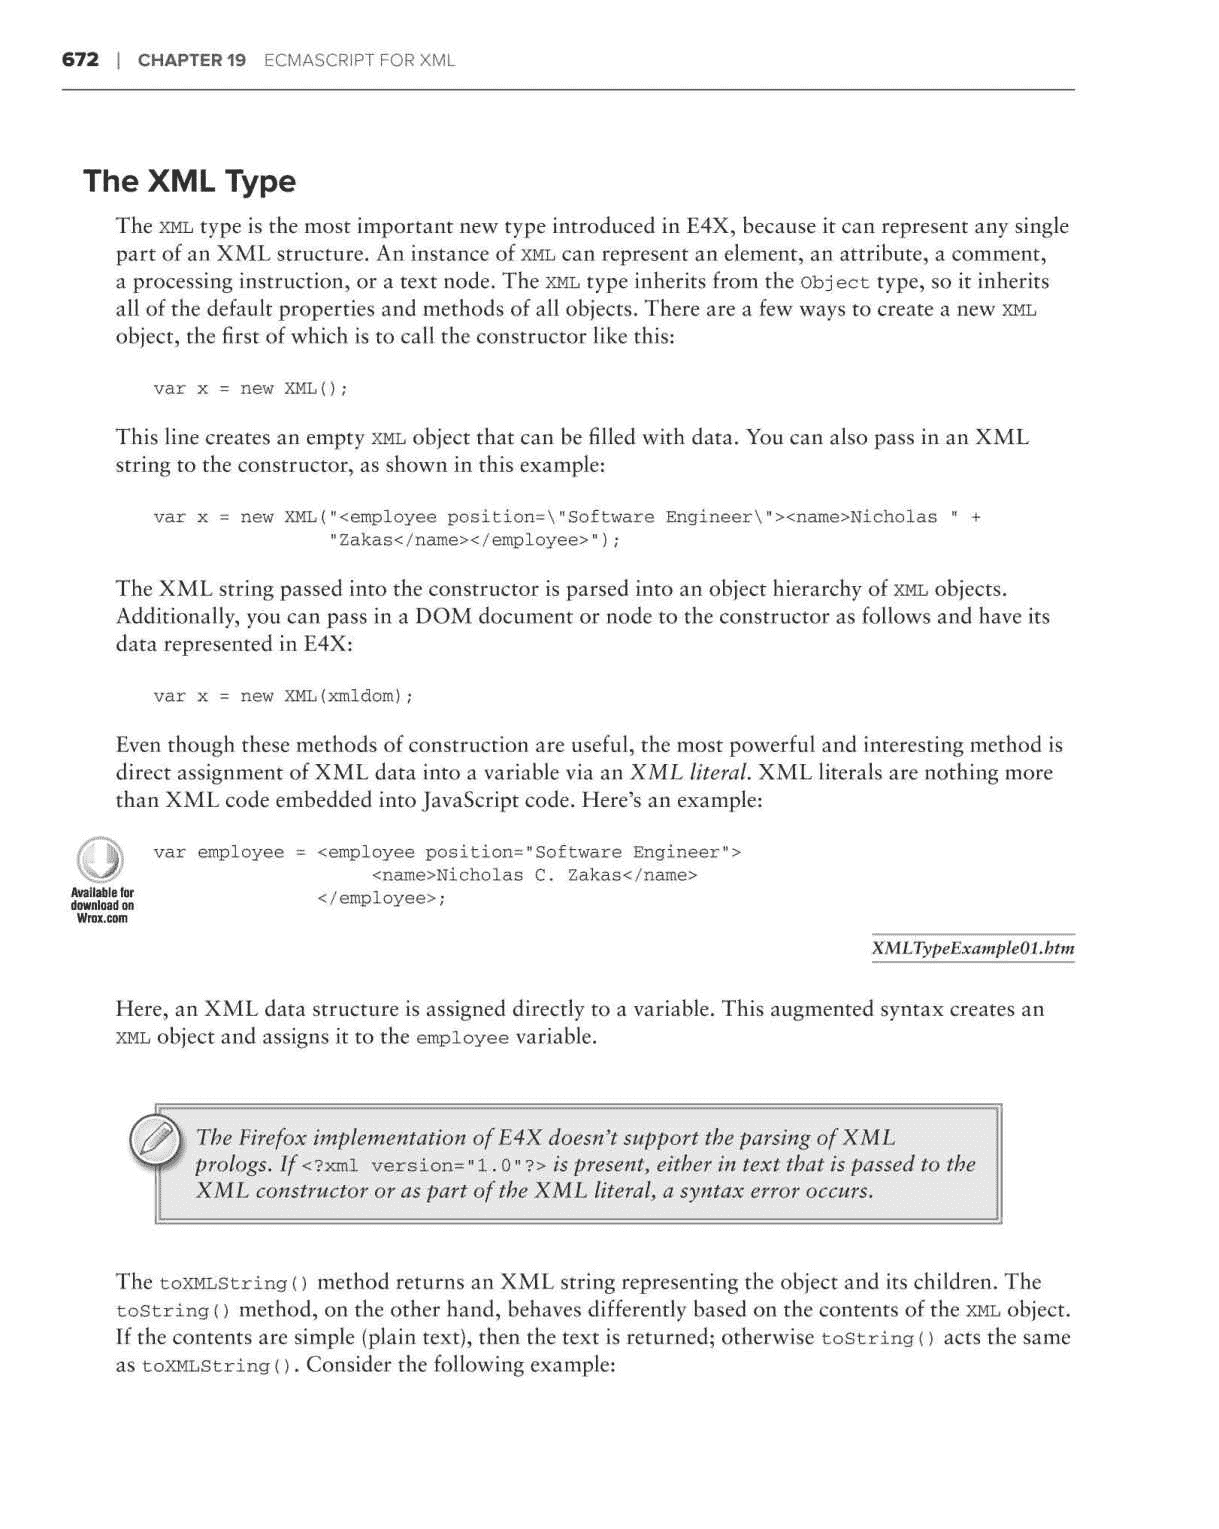 672 | CHAPTER 19 ECMASCRIPT FOR XML
The XML Type
The XML type is the most important new type introduced in E4X, because it can represent any single
part of an XML structure. An instance of XML can represent an element, an attribute, a comment,
a processing instruction, or a text node. The XML type inherits from the Object type, so it inherits
all of the default properties and methods of all objects. There are a few ways to create a new XML
object, the first of which is to call the constructor like this:
var x = new XML();
This line creates an empty XML object that can be filled with data. You can also pass in an XML
string to the constructor, as shown in this example:
var x = new XML("<employee position=\"Software Engineer\"><name>Nicholas " +
"Zakas</name></employee>");
The XML string passed into the constructor is parsed into an object hierarchy of XML objects.
Additionally, you can pass in a DOM document or node to the constructor as follows and have its
data represented in E4X:
var x = new XML(xmldom);
Even though these methods of construction are useful, the most powerful and interesting method is
direct assignment of XML data into a variable via an XML literal. XML literals are nothing more
than XML code embedded into JavaScript code. Here's an example:
var employee = <employee position="Software Engineer">
<name>Nicholas C. Zakas</name>
</employee>;
Available for
download on
Wrox.com
XMLTypeExample01.htm
Here, an XML data structure is assigned directly to a variable. This augmented syntax creates an
XML object and assigns it to the employee variable.
The Firefox implementation of E4X doesn't support the parsing of XML
prologs. If <?xml version="1.0"?> is present, either in text that is passed to the
XML constructor or as part of the XML literal, a syntax error occurs.
The toXMLString() method returns an XML string representing the object and its children. The
toString() method, on the other hand, behaves differently based on the contents of the XML object.
If the contents are simple (plain text), then the text is returned; otherwise toString() acts the same
as toXMLString(). Consider the following example: